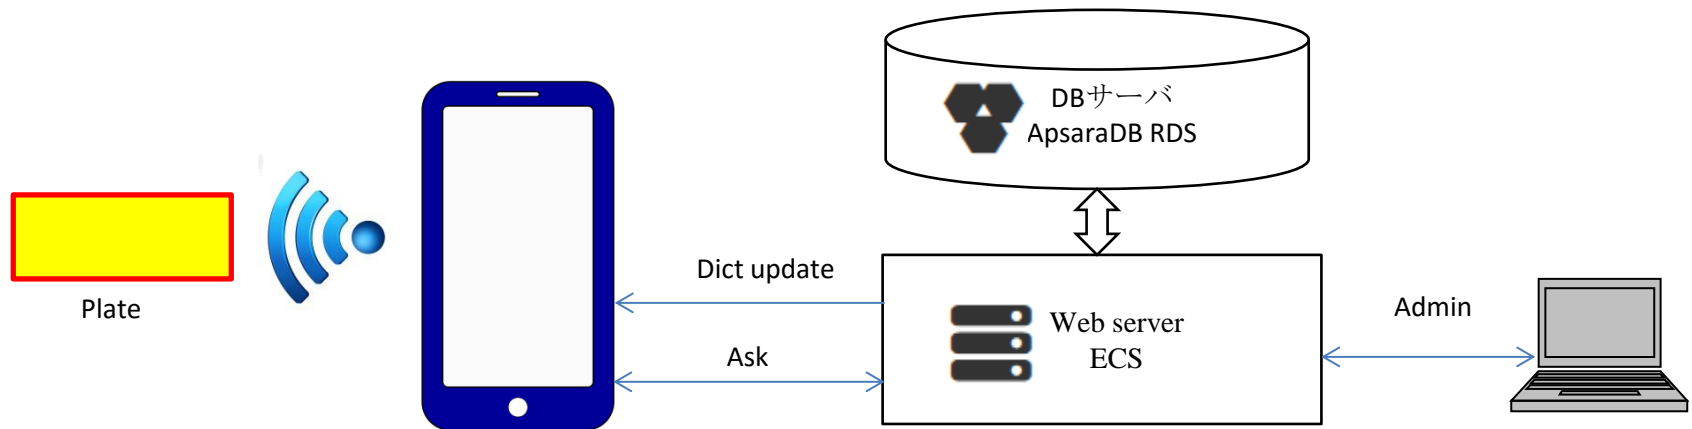 DBサーバ
ApsaraDB RDS
Plate
Dict update
Ask
Web server
ECS
Admin